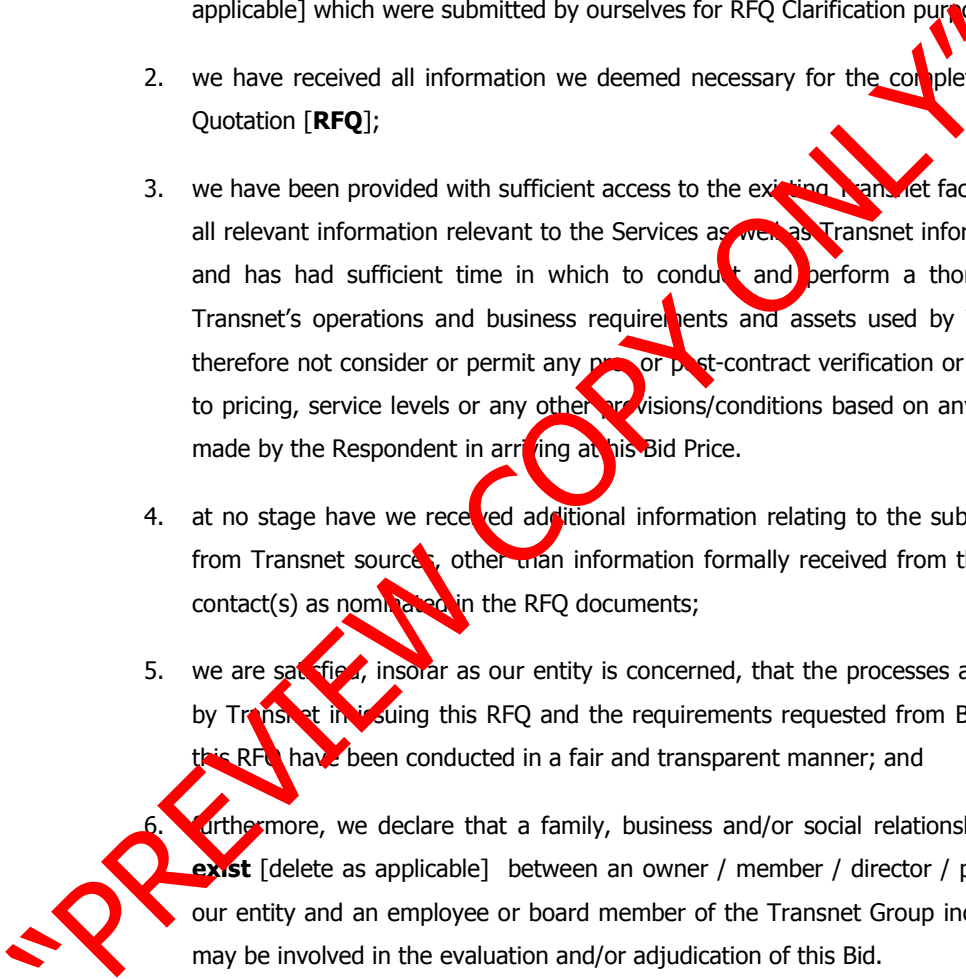 applicable] which were submitted by ourselves for RFQ Clarification
2. we have received all information we deemed necessary for the
Quotation [RFQ];
3. we have been provided with sufficient access to the existing Transnet
all relevant information relevant to the Services as well as Transnet
and has had sufficient time in which to conduct and perform a
Transnet's operations and business requirements and assets used by
therefore not consider or permit any pre- or post-contract verification or
to pricing, service levels or any other provisions/conditions based on
made by the Respondent in arriving at his Bid Price.
4. at no stage have we received additional information relating to the
from Transnet sources, other than information formally received from
contact(s) as nominated in the RFQ documents;
5. we are satisfied, insofar as our entity is concerned, that the processes
by Transnet in issuing this RFQ and the requirements requested from
this RFQ have been conducted in a fair and transparent manner; and
6. furthermore, we declare that a family, business and/or social
exist [delete as applicable] between an owner / member / director /
our entity and an employee or board member of the Transnet Group
may be involved in the evaluation and/or adjudication of this Bid.
"PREVIEW COPY ONLY"